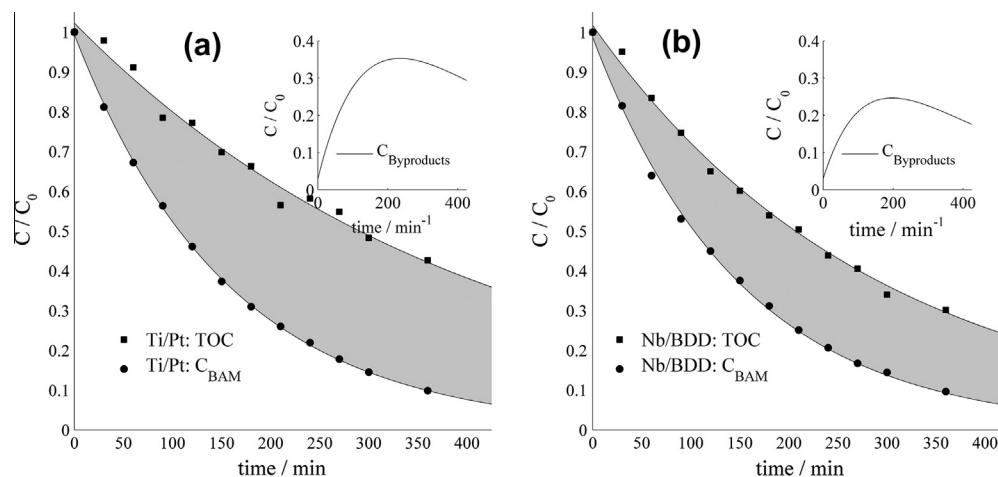 (a)
C / C0
1
0.9
0.8
0.7
0.6
0.5
0.4
0.3
0.2
0.1
0
0 50 100 150 200 250 300 350 400
time / min
Ti/Pt: TOC
Ti/Pt: CBAM
C / C0
0.4
0.3
0.2
0.1
0
0 200 400
time / min-1
CByproducts
(b)
C / C0
1
0.9
0.8
0.7
0.6
0.5
0.4
0.3
0.2
0.1
0
0 50 100 150 200 250 300 350 400
time / min
Nb/BDD: TOC
Nb/BDD: CBAM
C / C0
0.4
0.3
0.2
0.1
0
0 200 400
time / min-1
CByproducts